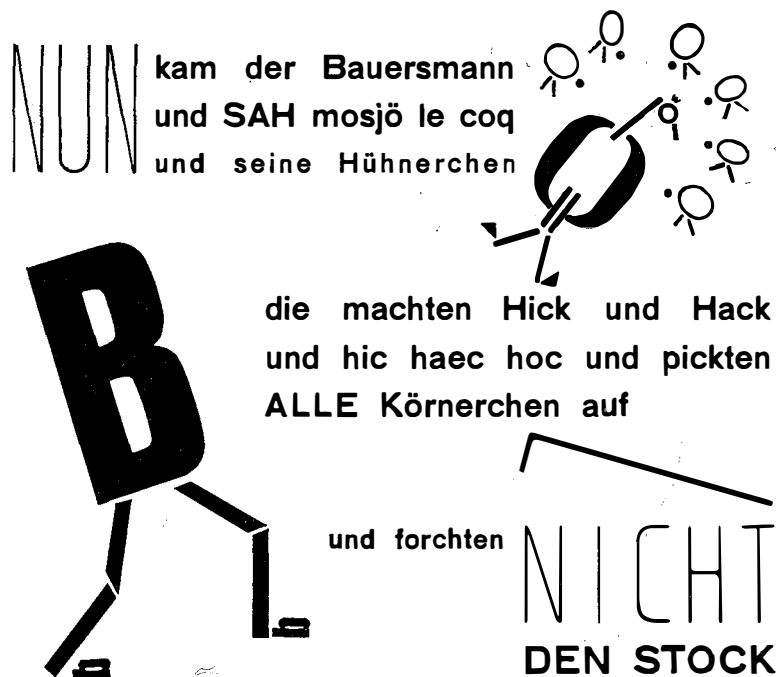 NUN kam der Bauersmann
und SAH mosjö le coq
und seine Hühnerchen
die machten Hick und Hack
und hic haec hoc und pickten
ALLE Körnerchen auf
B
und forchten NICHT
DEN STOCK